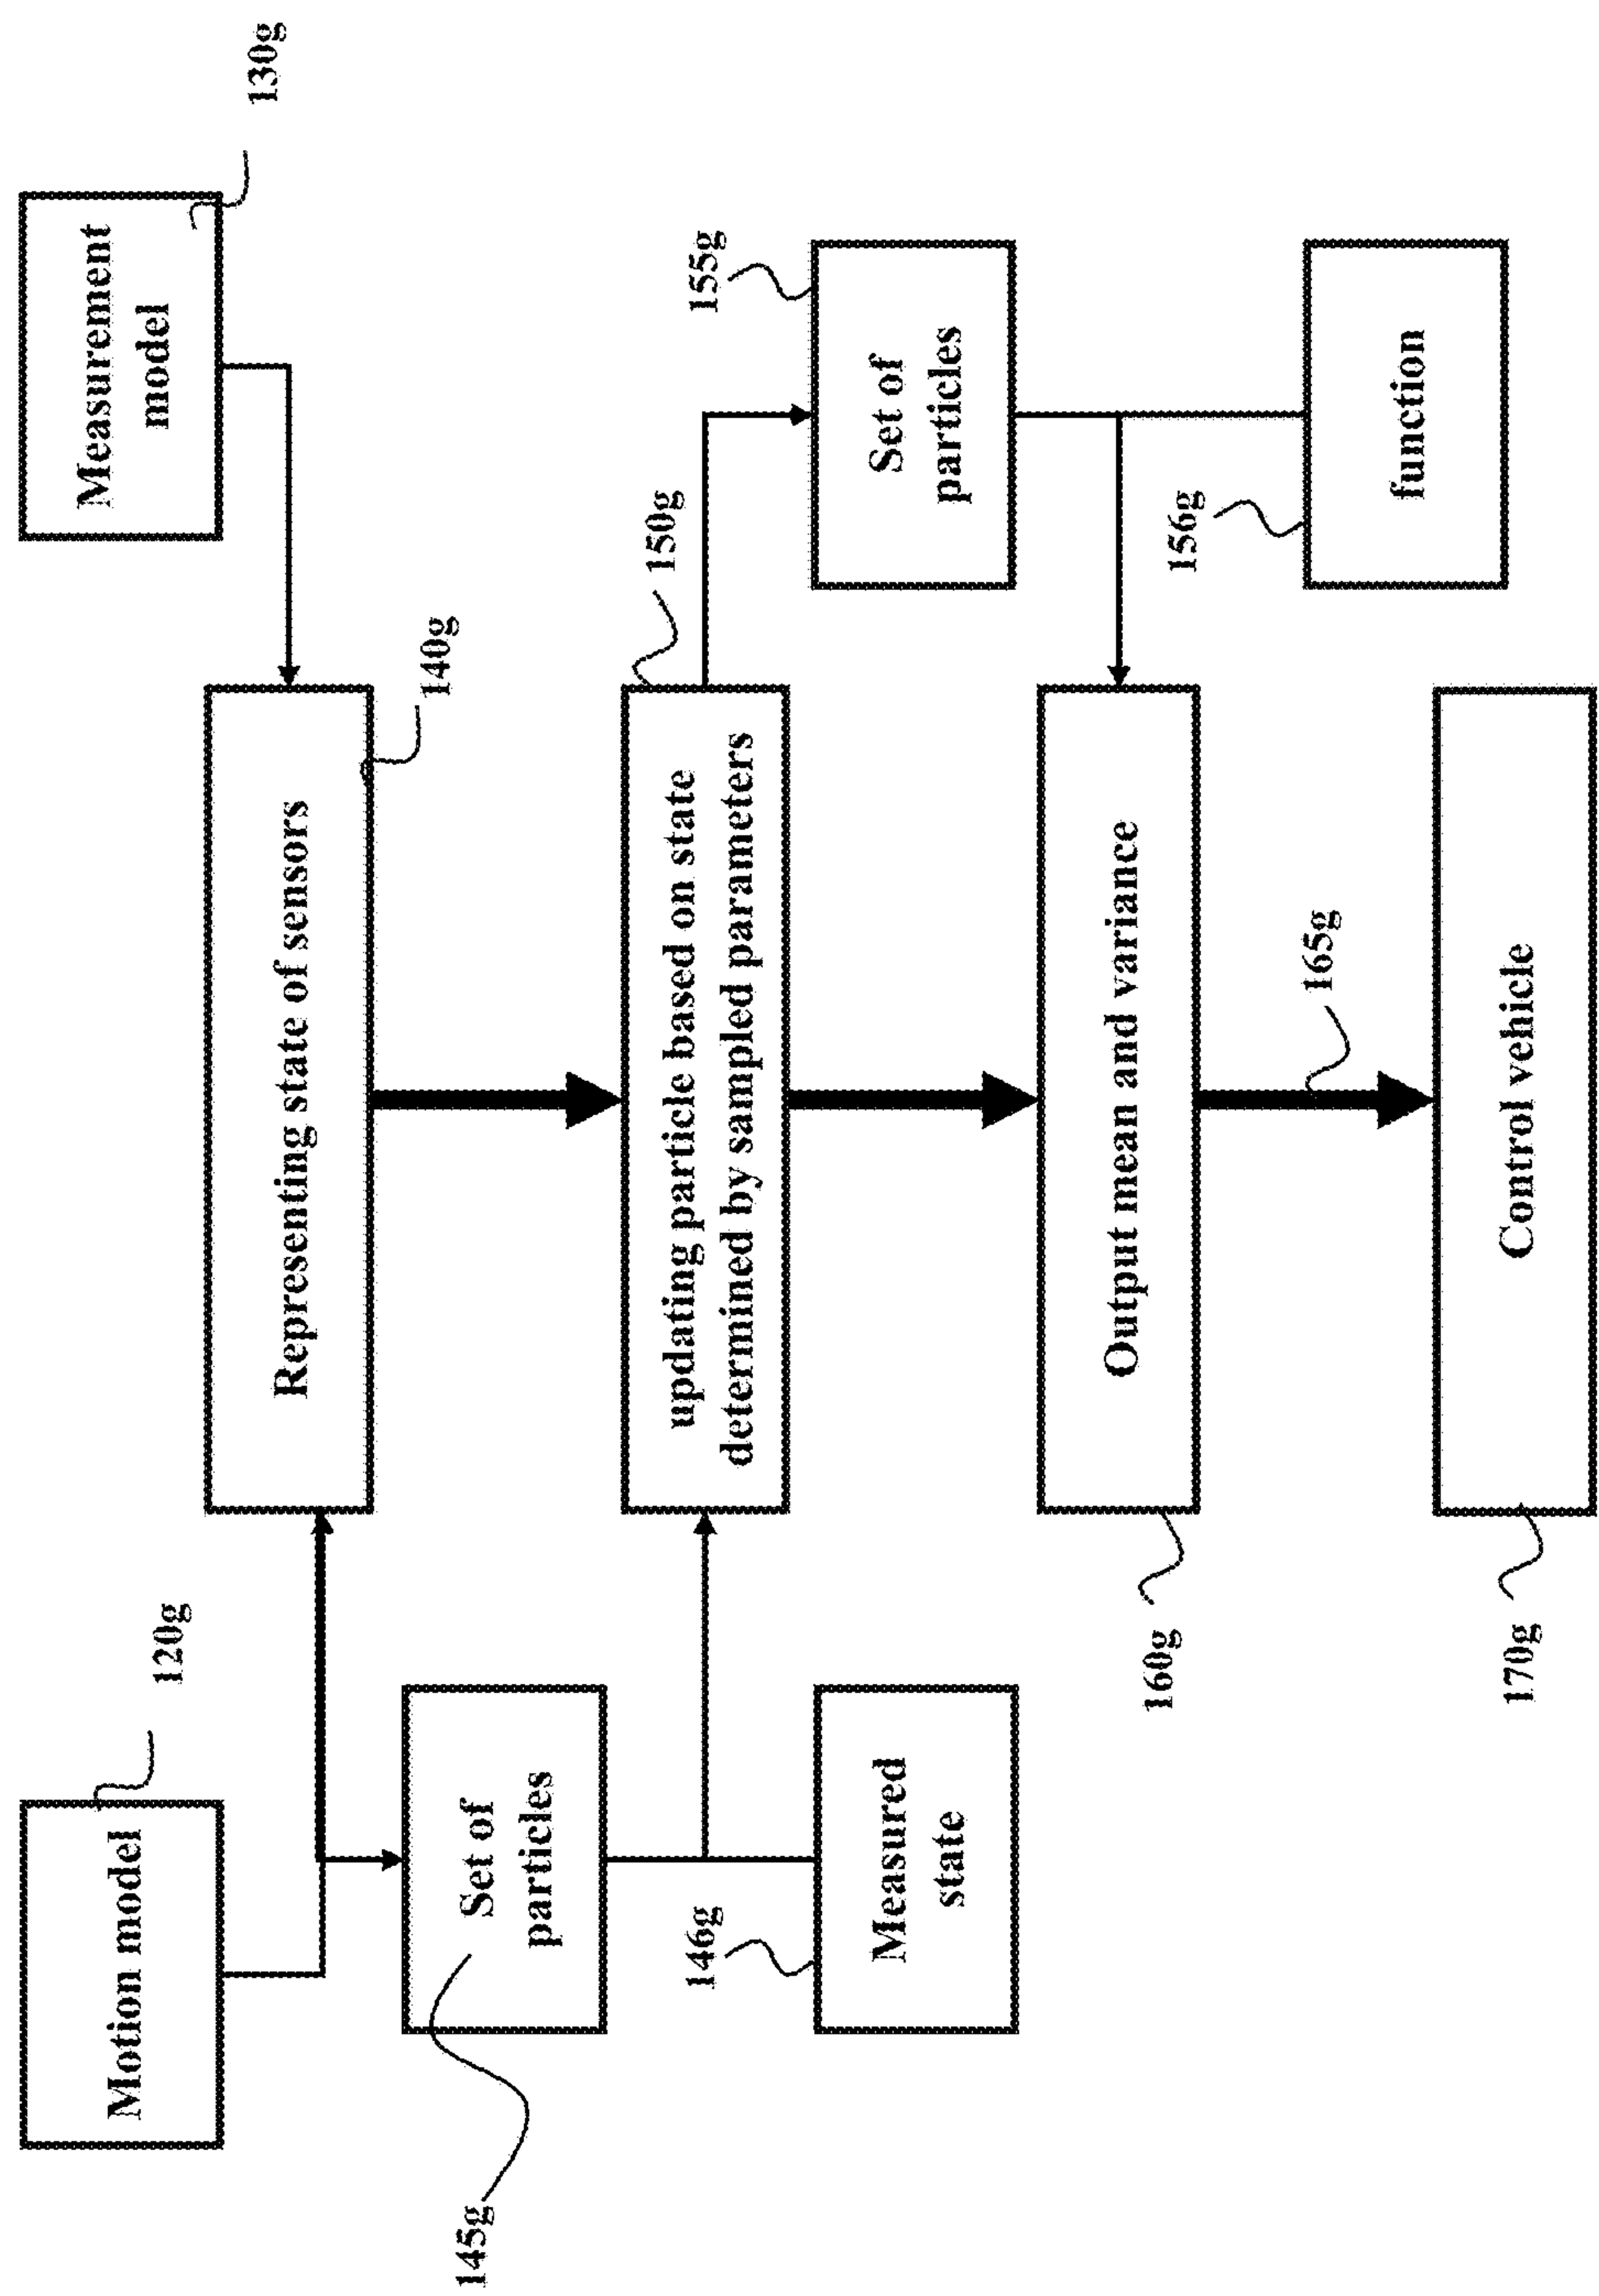 Motion model
120g
Measurement
model
130g
Representing state of sensors
140g
Set of
particles
145g
Measured
state
146g
updating particle based on state
determined by sampled parameters
150g
Set of
particles
155g
function
156g
Output mean and variance
160g
165g
Control vehicle
170g